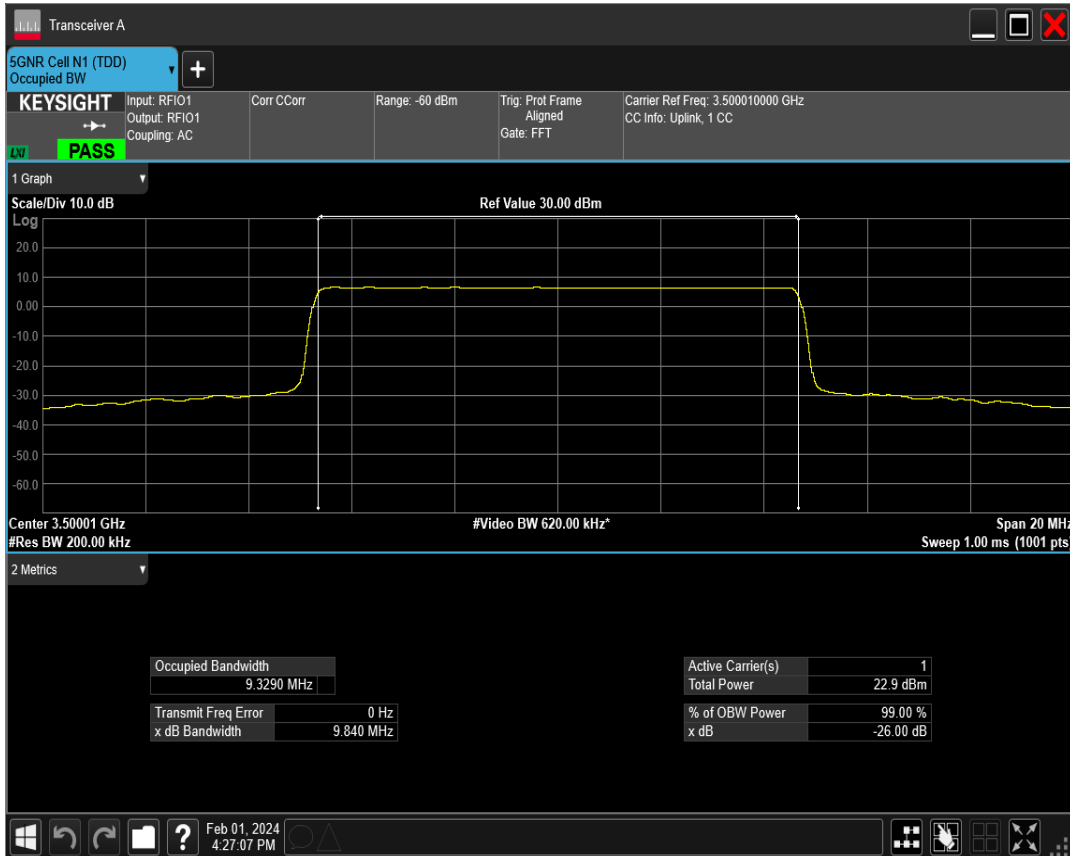 Transceiver A
5GNR Cell N1 (TDD)
Occupied BW
+
KEYSIGHT
LXI
PASS
Input: RFIO1
Output: RFIO1
Coupling: AC
Corr CCorr
Range: -60 dBm
Trig: Prot Frame
Aligned
Gate: FFT
Carrier Ref Freq: 3.500010000 GHz
CC Info: Uplink, 1 CC
1 Graph
Scale/Div 10.0 dB
Ref Value 30.00 dBm
Log
20.0
10.0
0.00
-10.0
-20.0
-30.0
-40.0
-50.0
-60.0
Center 3.50001 GHz
#Video BW 620.00 kHz*
Span 20 MHz
#Res BW 200.00 kHz
Sweep 1.00 ms (1001 pts)
2 Metrics
Occupied Bandwidth
9.3290 MHz
Transmit Freq Error 0 Hz
x dB Bandwidth 9.840 MHz
Active Carrier(s) 1
Total Power 22.9 dBm
% of OBW Power 99.00 %
x dB -26.00 dB
?
Feb 01, 2024
4:27:07 PM